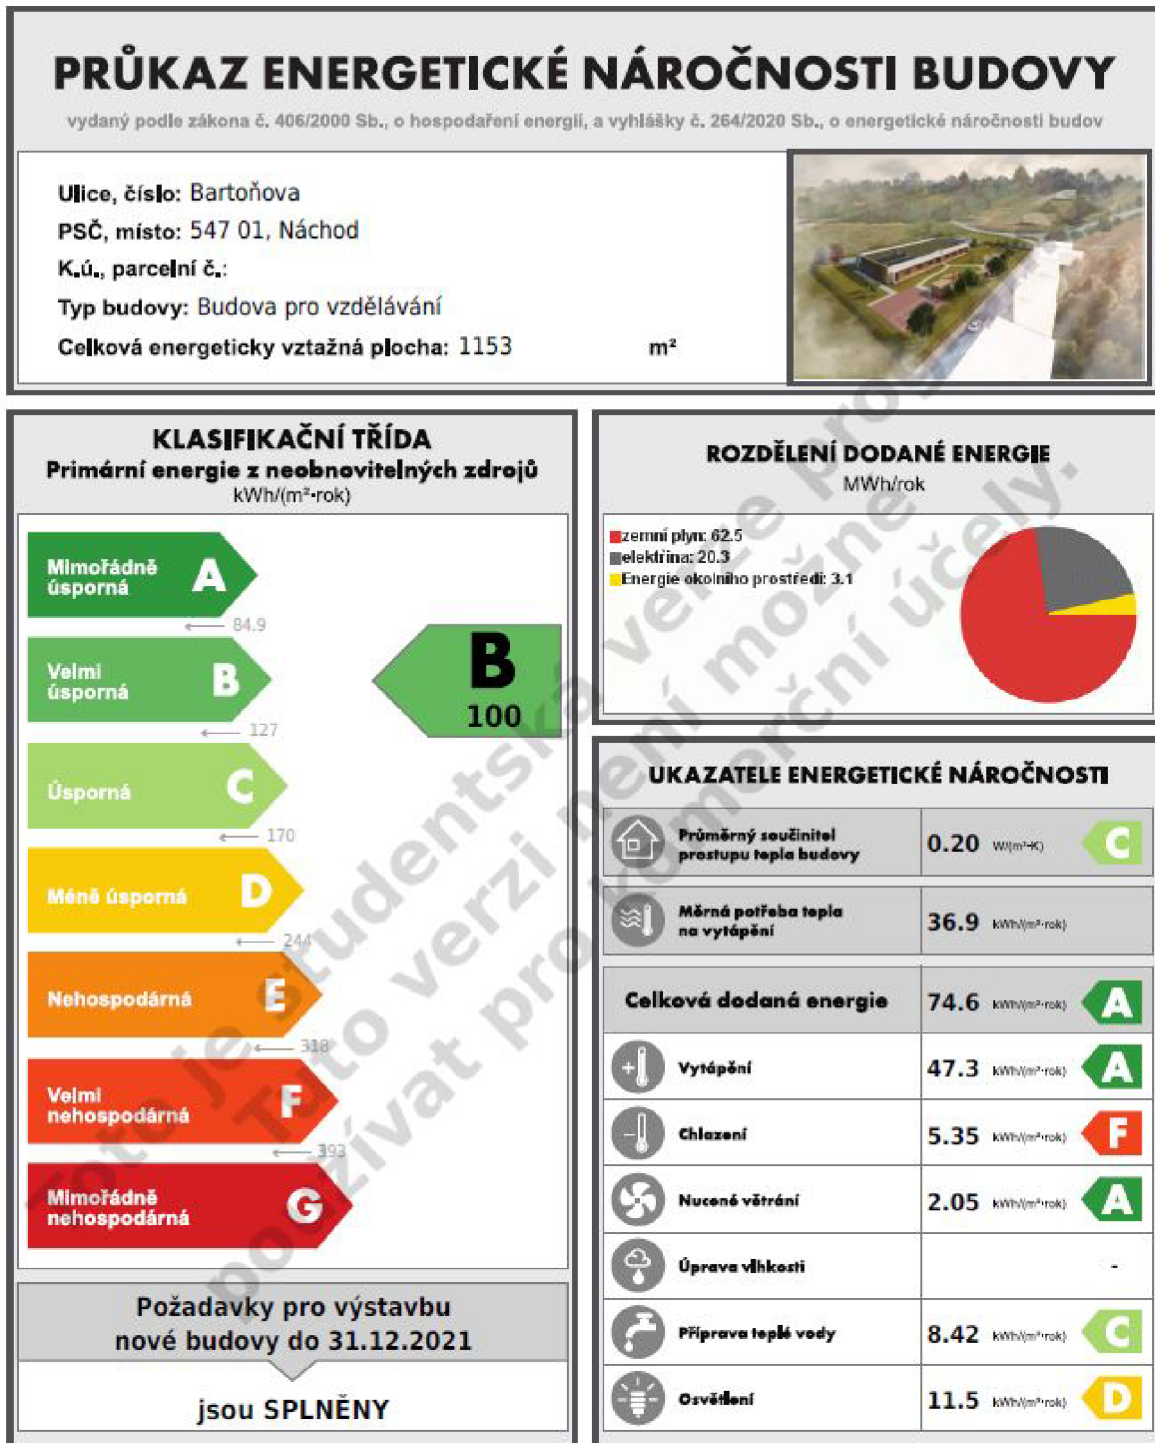 PRŮKAZ ENERGETICKÉ NÁROČNOSTI BUDOVY
vydaný podle zákona č. 406/2000 Sb., o hospodaření energií, a vyhlášky č. 264/2020 Sb., o energetické náročnosti budov
Ulice, číslo: Bartoňova
PSČ, místo: 547 01, Náchod
K.ú., parcelní č.:
Typ budovy: Budova pro vzdělávání
Celková energeticky vztažná plocha: 1153 m²
KLASIFIKAČNÍ TŘÍDA
Primární energie z neobnovitelných zdrojů
kWh/(m²·rok)
Mimořádně
úsporná
A
84.9
Velmi
úsporná
B
127
Úsporná
C
170
Méně úsporná
D
244
Nehospodárná
E
318
Velmi
nehospodárná
F
393
Mimořádně
nehospodárná
G
B
100
Požadavky pro výstavbu
nové budovy do 31.12.2021
jsou SPLNĚNY
ROZDĚLENÍ DODANÉ ENERGIE
MWh/rok
zemní plyn: 62.5
elektřina: 20.3
Energie okolního prostředí: 3.1
UKAZATELE ENERGETICKÉ NÁROČNOSTI
Průměrný součinitel
prostupu tepla budovy
0.20 W/(m²·K) C
Měrná potřeba tepla
na vytápění
36.9 kWh/(m²·rok)
Celková dodaná energie 74.6 kWh/(m²·rok) A
Vytápění 47.3 kWh/(m²·rok) A
Chlazení 5.35 kWh/(m²·rok) F
Nucené větrání 2.05 kWh/(m²·rok) A
Úprava vlhkosti -
Příprava teplé vody 8.42 kWh/(m²·rok) C
Osvětlení 11.5 kWh/(m²·rok) D
Toto je studentská verze
Tuto verzi není možné
používat pro komerční účely.